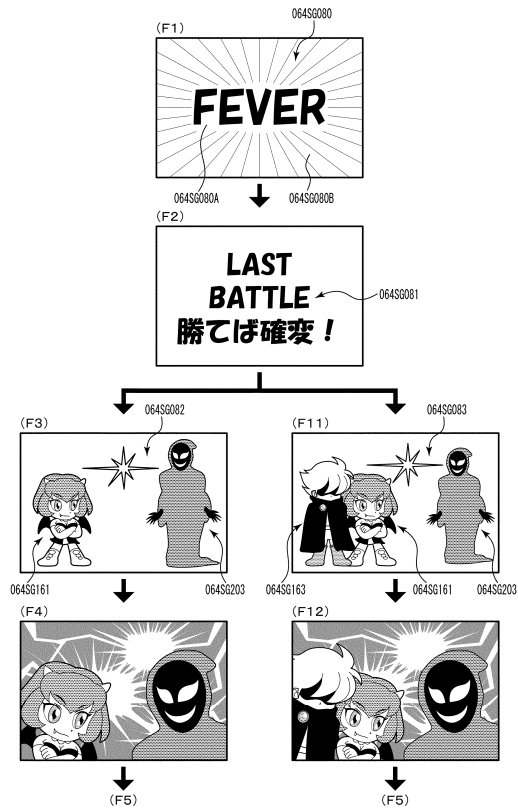 064SG080
(F1)
FEVER
064SG080A
064SG080B
(F2)
LAST
BATTLE
勝てば確変！
064SG081
(F3)
064SG082
064SG161
064SG203
(F11)
064SG083
064SG163
064SG161
064SG203
(F4)
(F12)
(F5)
(F5)